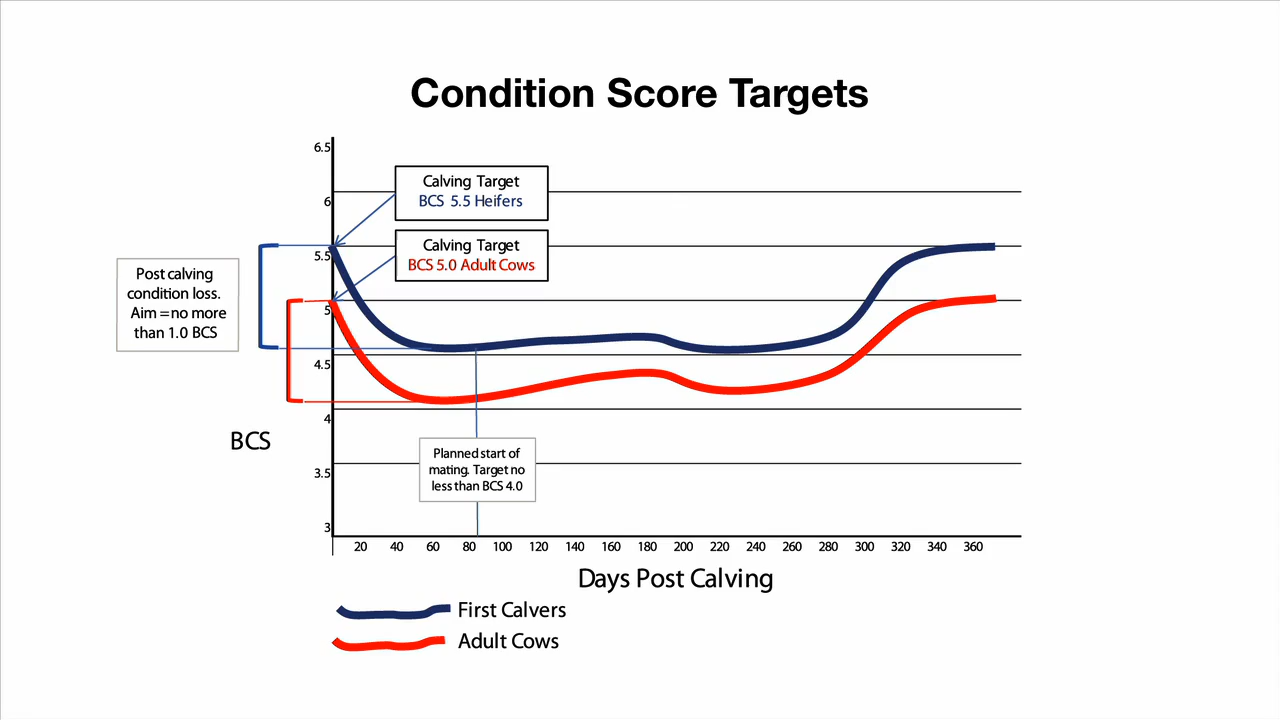 Condition Score Targets
6.5
6
5.5
5
4.5
4
3.5
3
BCS
Calving Target
BCS 5.5 Heifers
Calving Target
BCS 5.0 Adult Cows
Post calving
condition loss.
Aim = no more
than 1.0 BCS
Planned start of
mating. Target no
less than BCS 4.0
20 40 60 80 100 120 140 160 180 200 220 240 260 280 300 320 340 360
Days Post Calving
First Calvers
Adult Cows